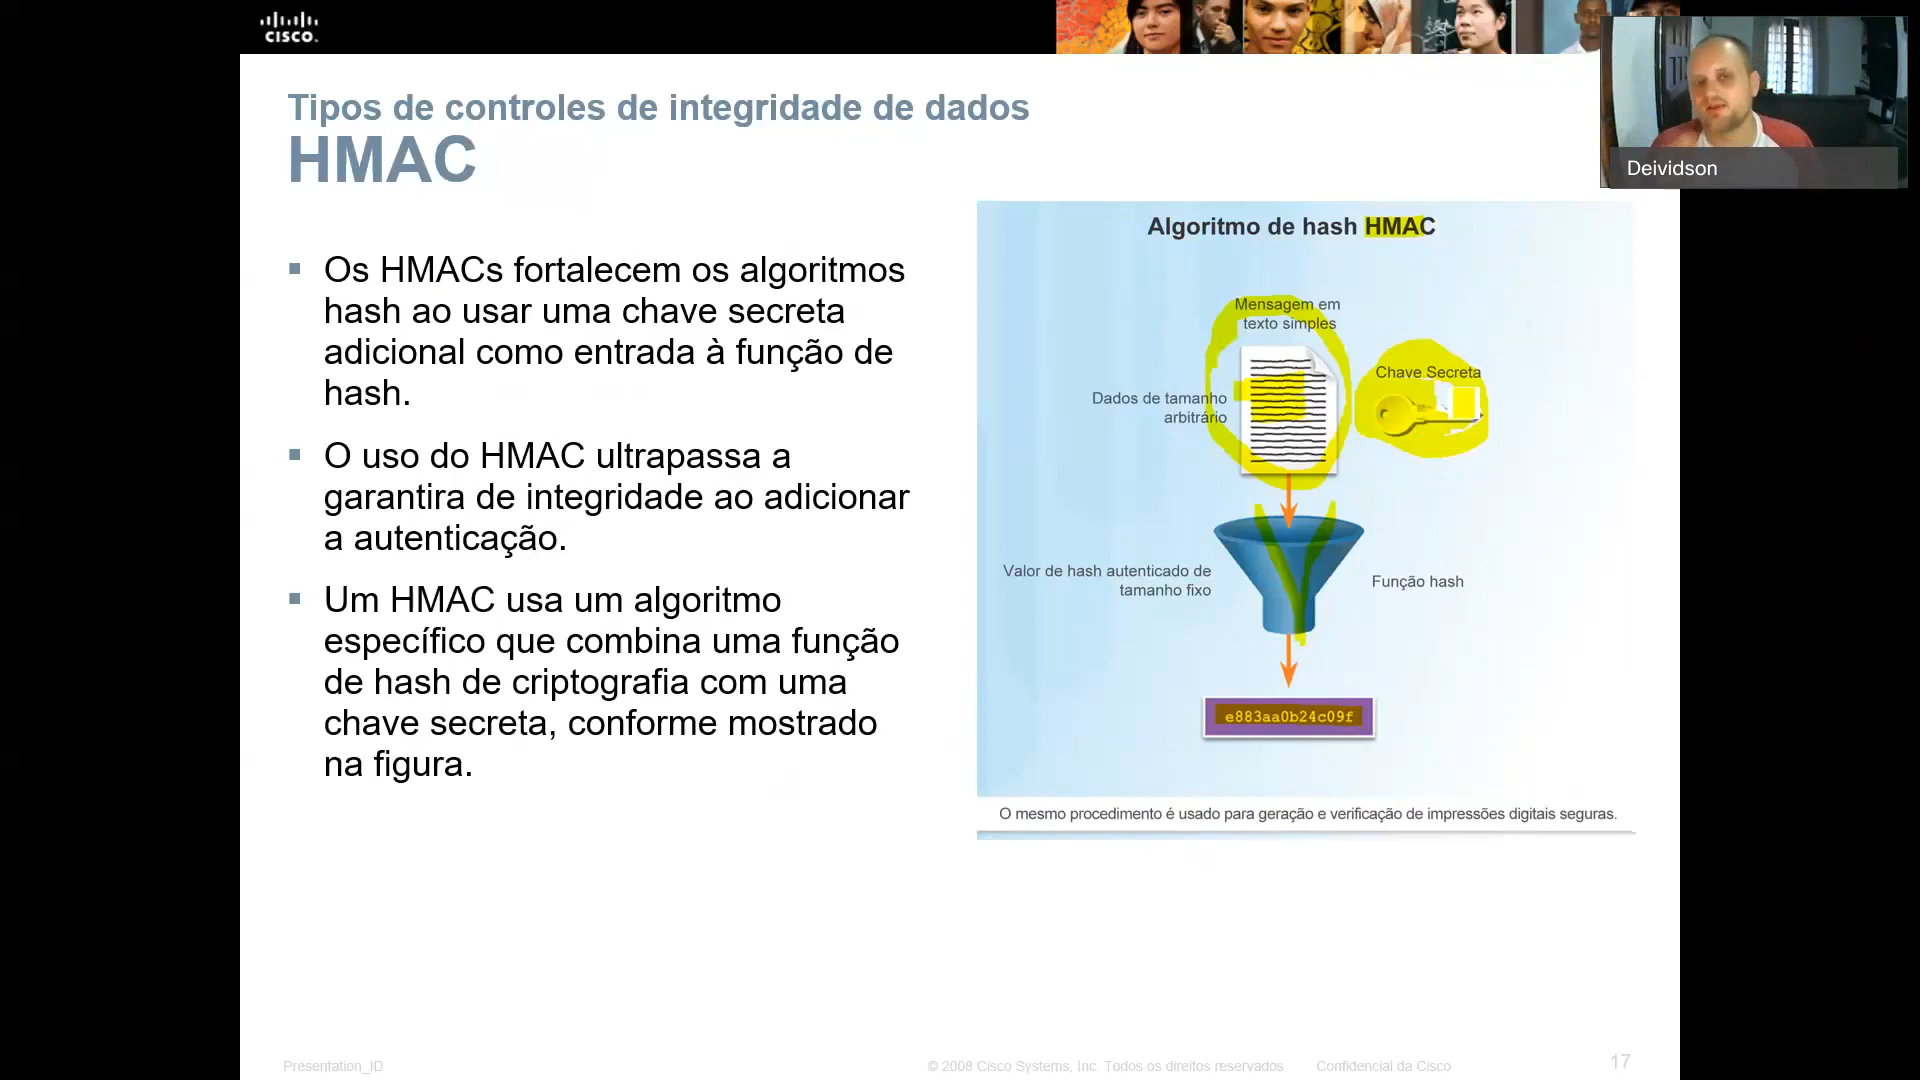 CISCO
Tipos de controles de integridade de dados
HMAC
Deividson
Os HMACs fortalecem os algoritmos
hash ao usar uma chave secreta
adicional como entrada à função de
hash.
O uso do HMAC ultrapassa a
garantira de integridade ao adicionar
a autenticação.
Um HMAC usa um algoritmo
específico que combina uma função
de hash de criptografia com uma
chave secreta, conforme mostrado
na figura.
Algoritmo de hash HMAC
Mensagem em
texto simples
Chave Secreta
Dados de tamanho
arbitrário
Valor de hash autenticado de
tamanho fixo
Função hash
e883aa0b24c09f
O mesmo procedimento é usado para geração e verificação de impressões digitais seguras.
Presentation_ID
© 2008 Cisco Systems, Inc. Todos os direitos reservados.
Confidencial da Cisco
17